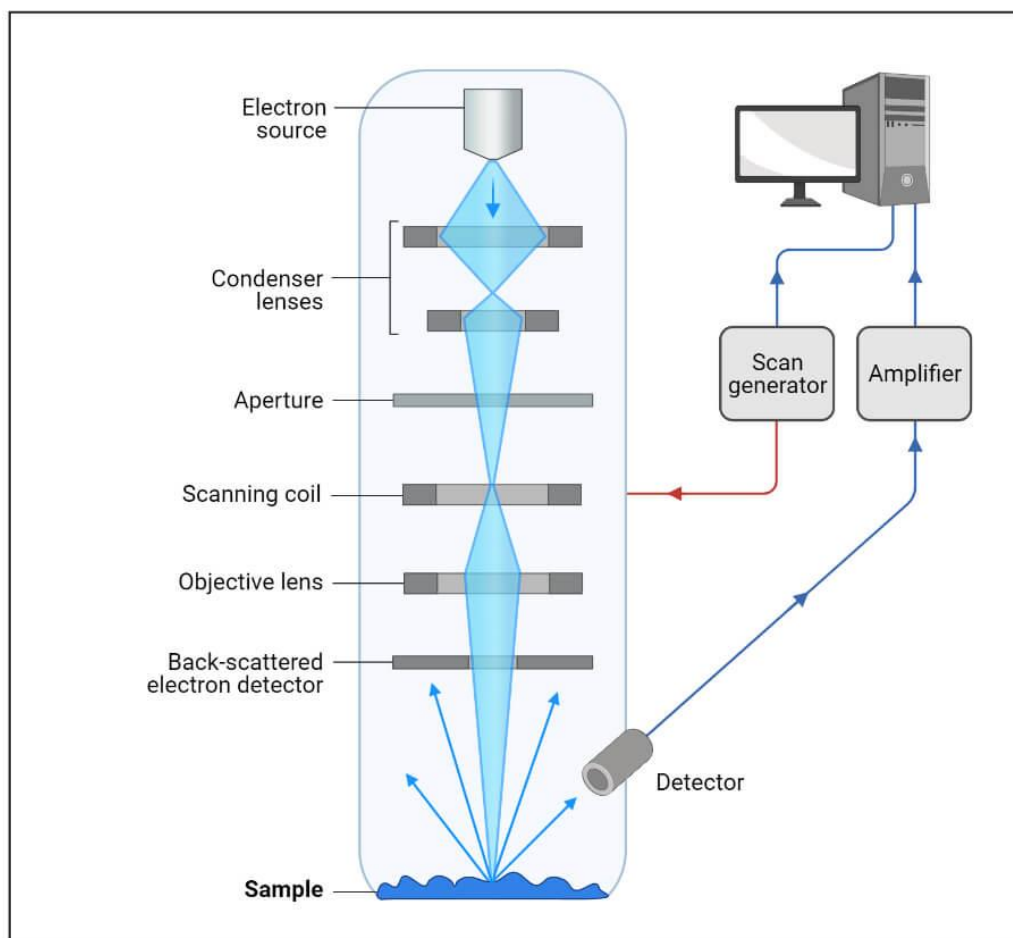 Electron
source
Condenser
lenses
Aperture
Scanning coil
Objective lens
Back-scattered
electron detector
Sample
Scan
generator
Amplifier
Detector